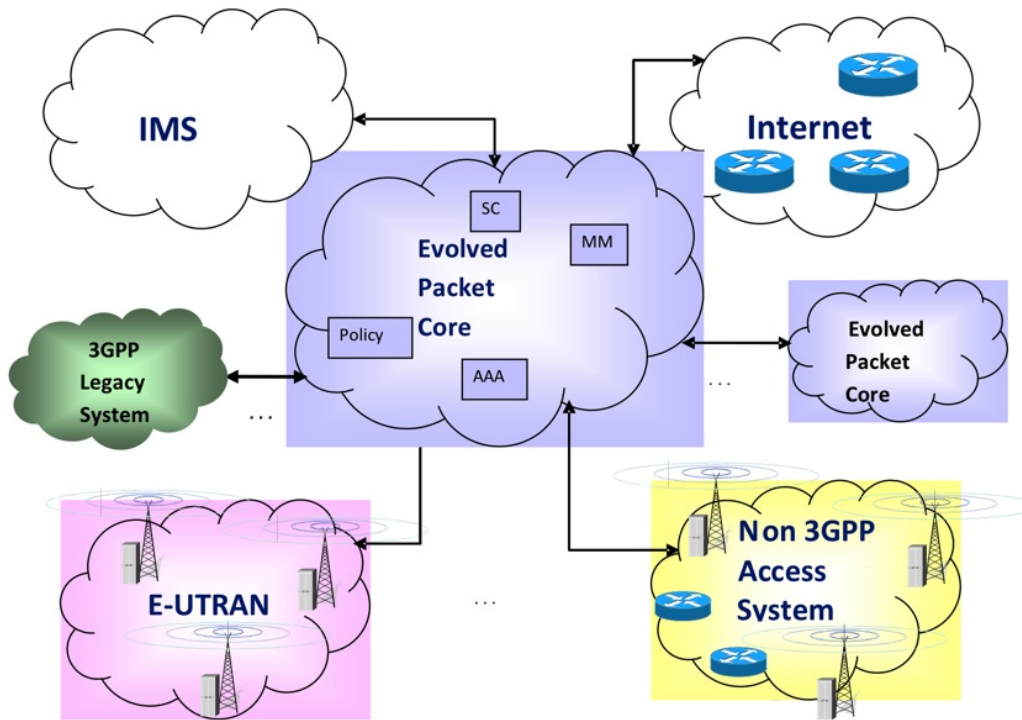 IMS
Internet
SC
MM
Evolved
Packet
Core
Policy
AAA
3GPP
Legacy
System
...
...
Evolved
Packet
Core
E-UTRAN
...
Non 3GPP
Access
System